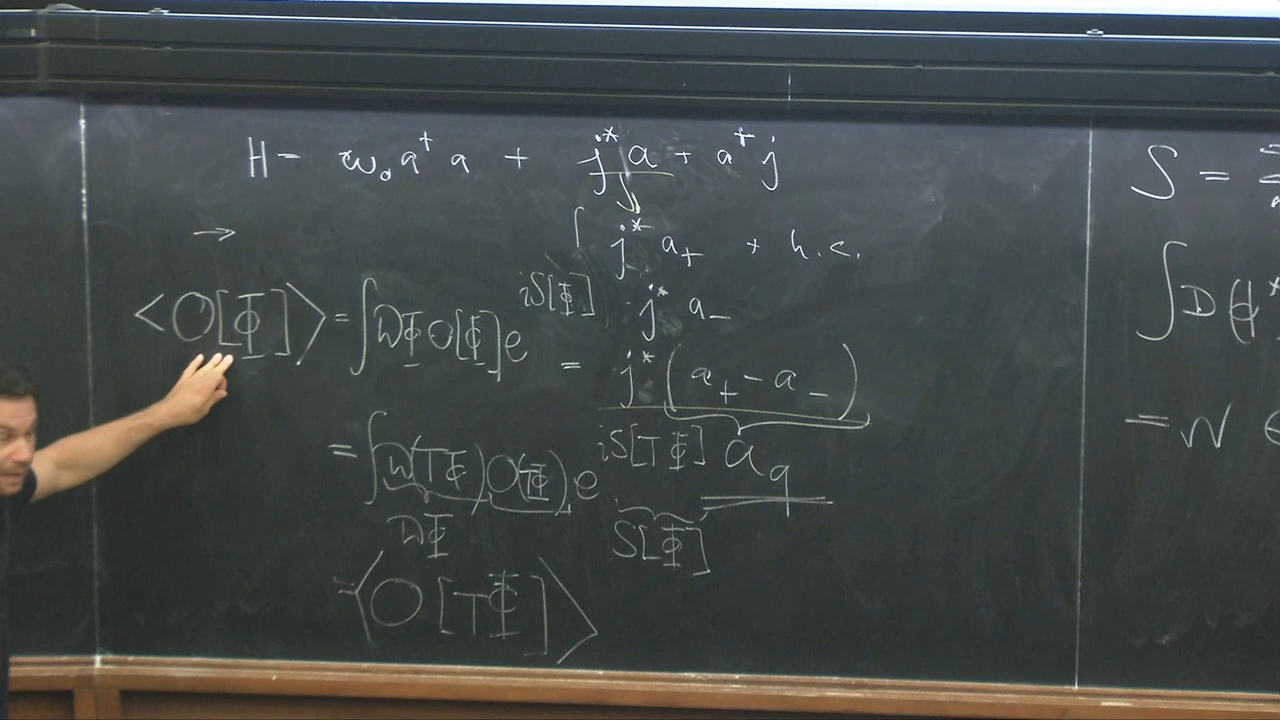 H = ω₀ a† a + j* a + a† j
→ ∫ j* a₊ + h.c.
j* a₋
<O[Φ]> = ∫ DΦ O[Φ] e^{iS[Φ]}
= j* (a₊ - a₋)
a_q
= ∫ D(TΦ) O(TΦ) e^{iS[TΦ]}
DΦ S[Φ]
= <O[TΦ]>
S =
∫ D(ϕ*
= N e